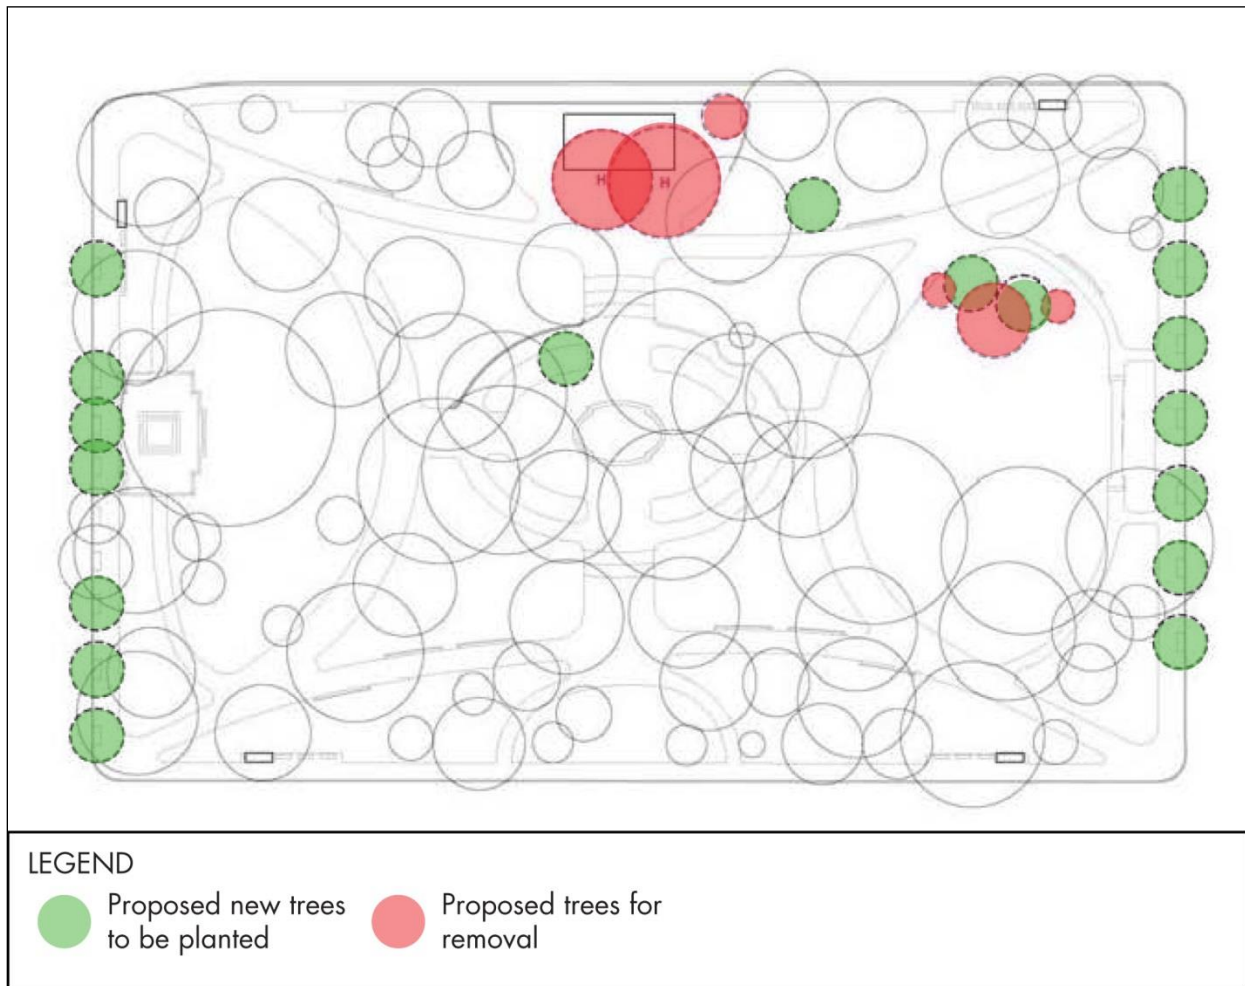 H
H
LEGEND
Proposed new trees
to be planted
Proposed trees for
removal